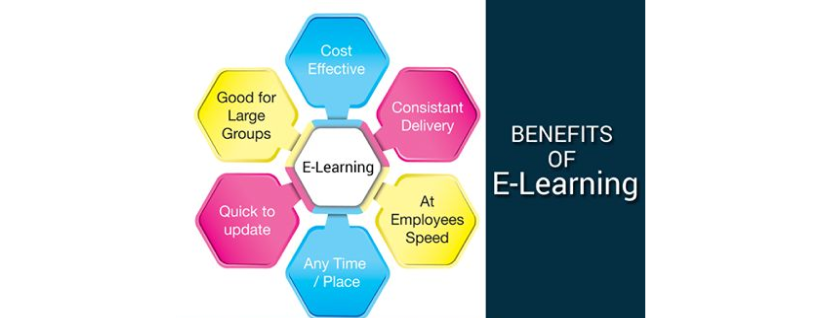 Cost
Effective
Consistant
Delivery
At
Employees
Speed
Any Time
/ Place
Quick to
update
Good for
Large
Groups
E-Learning
BENEFITS
OF
E-Learning